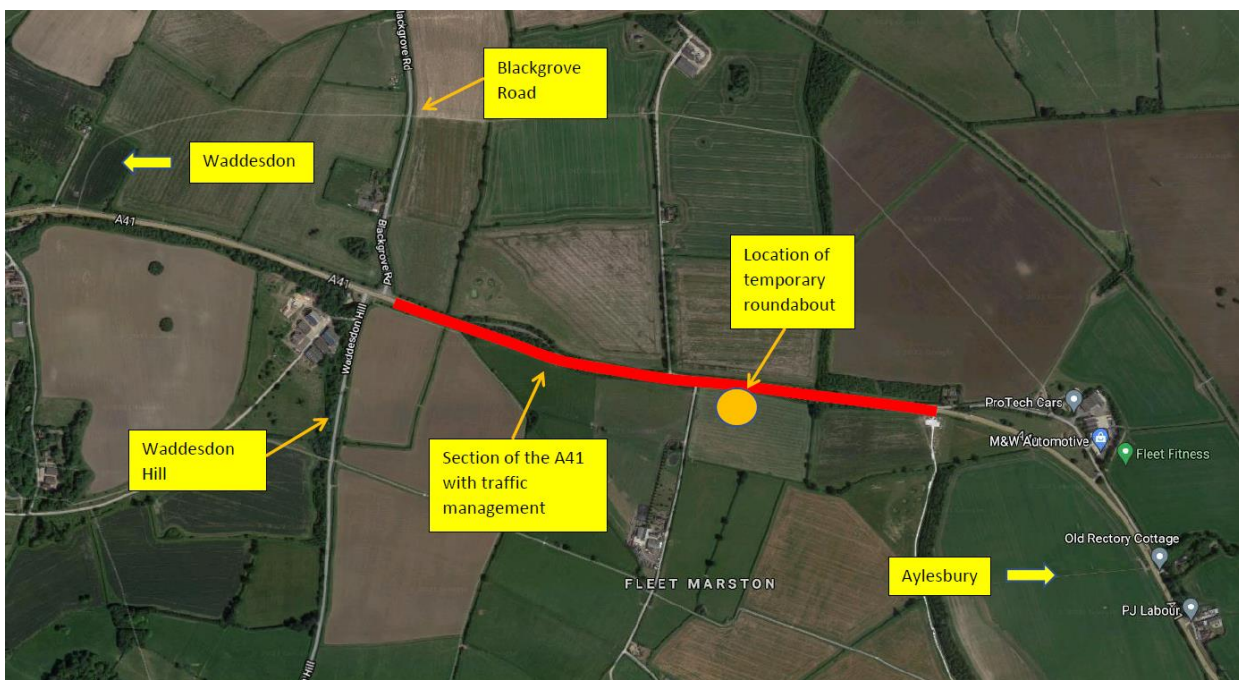 Blackgrove Rd
Blackgrove
Road
Waddesdon
A41
Blackgrove Rd
A41
Location of
temporary
roundabout
Waddesdon Hill
ProTech Cars
M&W Automotive
Fleet Fitness
Waddesdon
Hill
Section of the A41
with traffic
management
Old Rectory Cottage
Aylesbury
FLEET MARSTON
PJ Labour
Hill